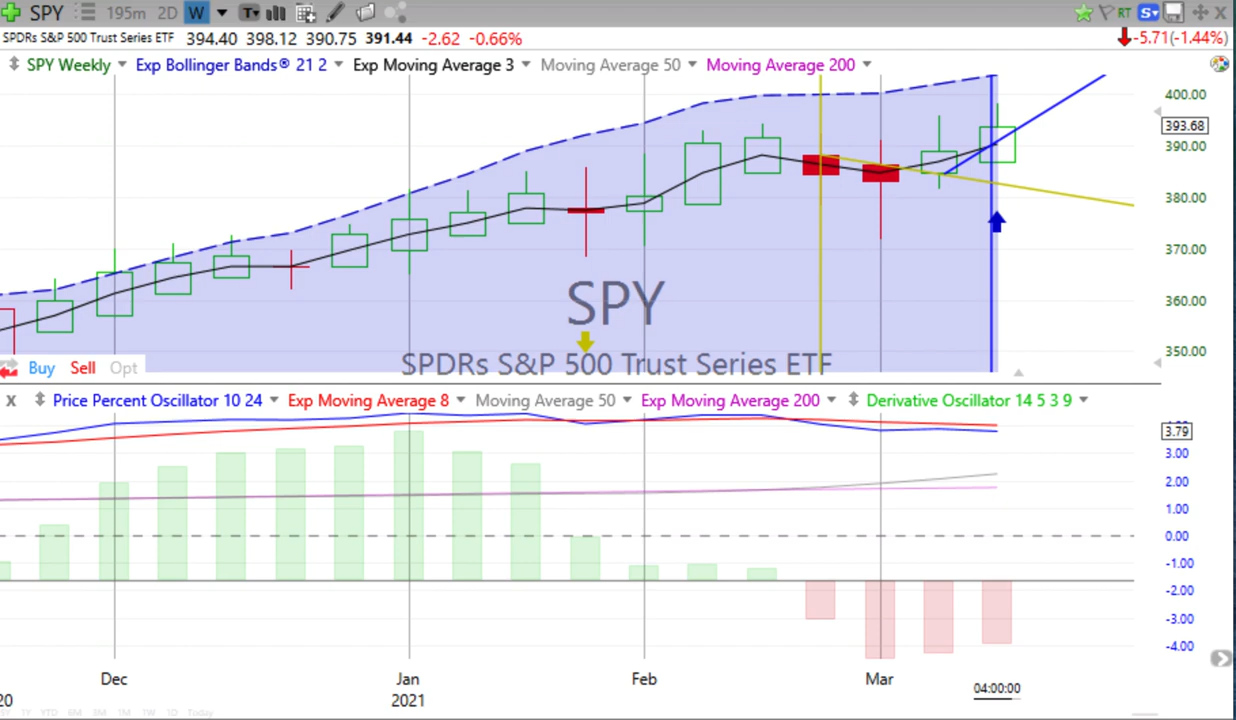 SPY 195m 2D W T RT S
SPDRs S&P 500 Trust Series ETF 394.40 398.12 390.75 391.44 -2.62 -0.66% -5.71(-1.44%)
SPY Weekly Exp Bollinger Bands® 21 2 Exp Moving Average 3 Moving Average 50 Moving Average 200
400.00
393.68
390.00
380.00
370.00
360.00
350.00
SPY
SPDRs S&P 500 Trust Series ETF
Buy Sell Opt
X Price Percent Oscillator 10 24 Exp Moving Average 8 Moving Average 50 Exp Moving Average 200 Derivative Oscillator 14 5 3 9
3.79
3.00
2.00
1.00
0.00
-1.00
-2.00
-3.00
-4.00
Dec Jan Feb Mar
04:00:00
20 2021
YTD Today